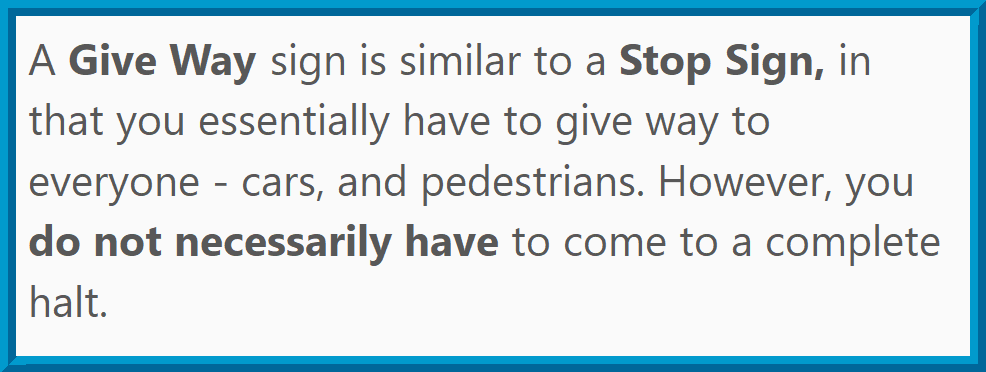 A Give Way sign is similar to a Stop Sign, in
that you essentially have to give way to
everyone - cars, and pedestrians. However, you
do not necessarily have to come to a complete
halt.